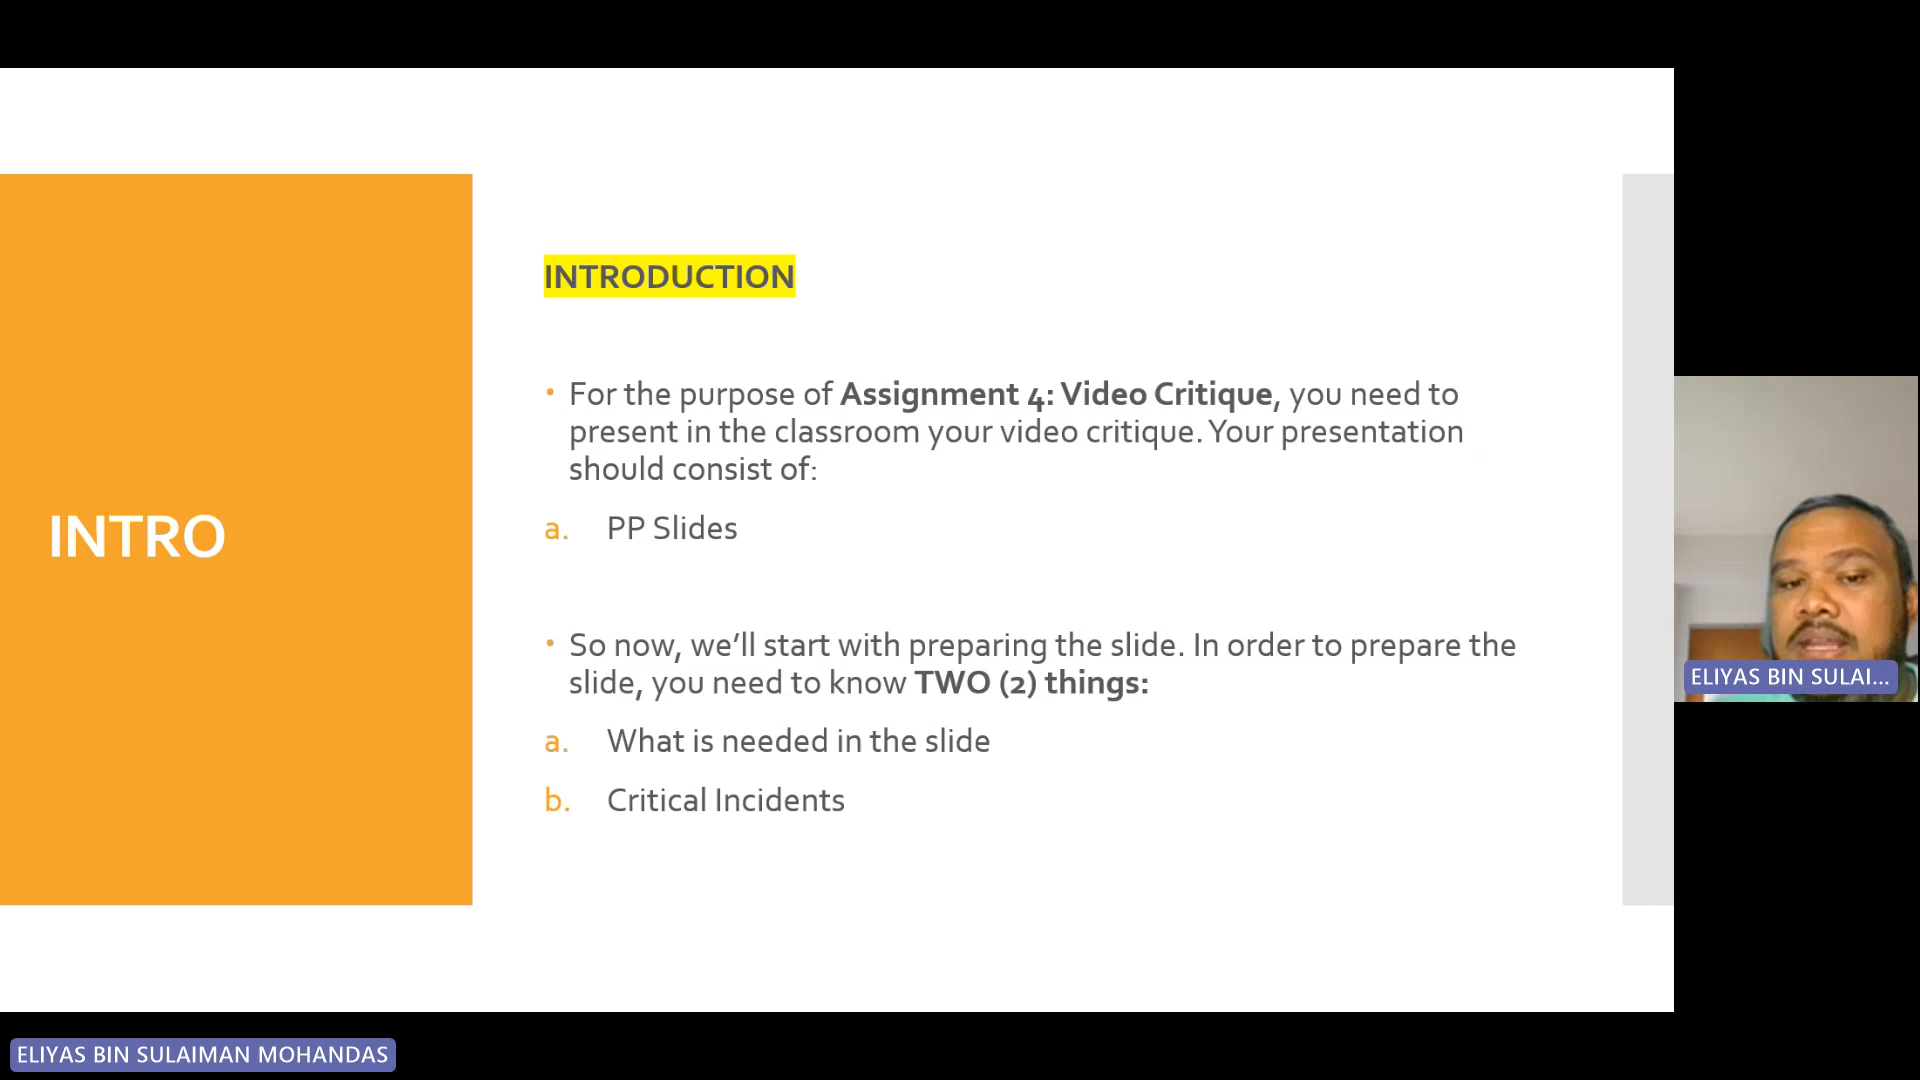 INTRO
INTRODUCTION
• For the purpose of Assignment 4: Video Critique, you need to
present in the classroom your video critique. Your presentation
should consist of:
a. PP Slides
• So now, we’ll start with preparing the slide. In order to prepare the
slide, you need to know TWO (2) things:
a. What is needed in the slide
b. Critical Incidents
ELIYAS BIN SULAI...
ELIYAS BIN SULAIMAN MOHANDAS